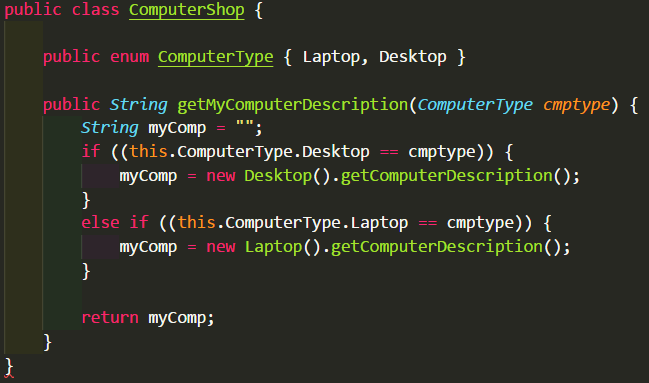 public class ComputerShop {
public enum ComputerType { Laptop, Desktop }
public String getMyComputerDescription(ComputerType cmptype) {
String myComp = "";
if ((this.ComputerType.Desktop == cmptype)) {
myComp = new Desktop().getComputerDescription();
}
else if ((this.ComputerType.Laptop == cmptype)) {
myComp = new Laptop().getComputerDescription();
}
return myComp;
}
}